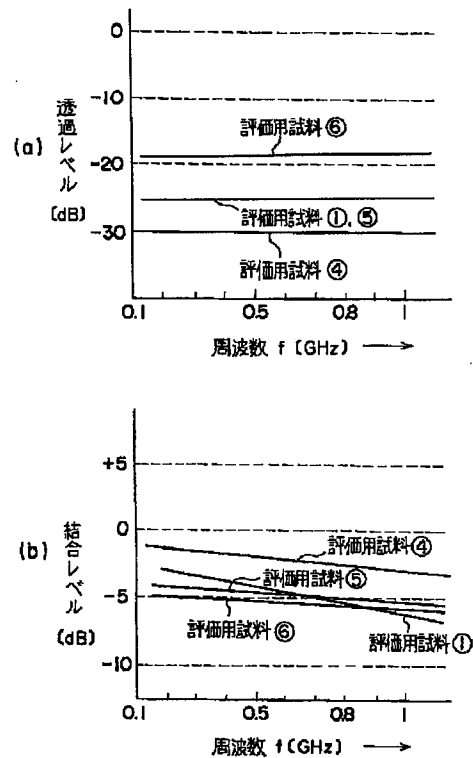 (a)
透過レベル
[dB]
0
-10
-20
-30
評価用試料⑥
評価用試料①,⑤
評価用試料④
0.1
0.5
0.8
1
周波数 f [GHz] →
(b)
結合レベル
[dB]
+5
0
-5
-10
評価用試料④
評価用試料⑤
評価用試料⑥
評価用試料①
0.1
0.5
0.8
1
周波数 f [GHz] →